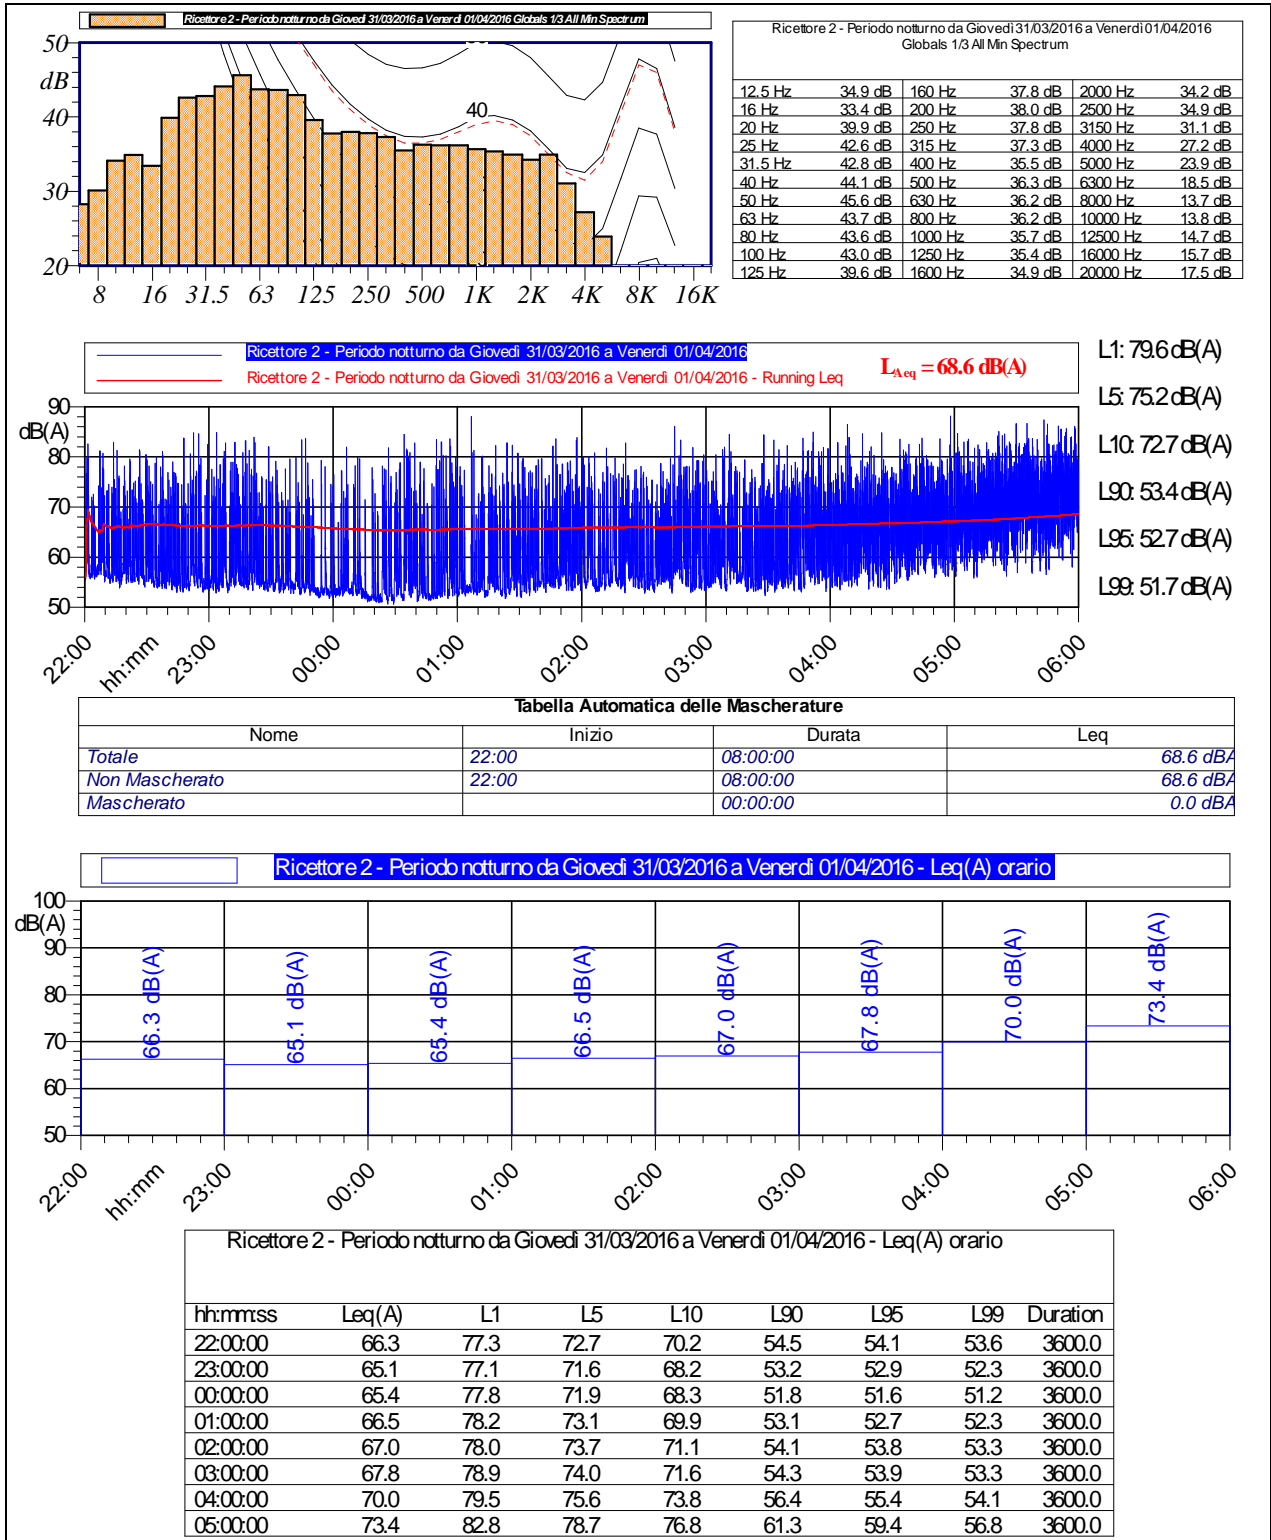 Ricettore 2 - Periodo notturno da Giovedì 31/03/2016 a Venerdì 01/04/2016 Globals 1/3 All Min Spectrum
50
dB
40
30
20
40
8 16 31.5 63 125 250 500 1K 2K 4K 8K 16K
Ricettore 2 - Periodo notturno da Giovedì 31/03/2016 a Venerdì 01/04/2016
Globals 1/3 All Min Spectrum
12.5 Hz 34.9 dB 160 Hz 37.8 dB 2000 Hz 34.2 dB
16 Hz 33.4 dB 200 Hz 38.0 dB 2500 Hz 34.9 dB
20 Hz 39.9 dB 250 Hz 37.8 dB 3150 Hz 31.1 dB
25 Hz 42.6 dB 315 Hz 37.3 dB 4000 Hz 27.2 dB
31.5 Hz 42.8 dB 400 Hz 35.5 dB 5000 Hz 23.9 dB
40 Hz 44.1 dB 500 Hz 36.3 dB 6300 Hz 18.5 dB
50 Hz 45.6 dB 630 Hz 36.2 dB 8000 Hz 13.7 dB
63 Hz 43.7 dB 800 Hz 36.2 dB 10000 Hz 13.8 dB
80 Hz 43.6 dB 1000 Hz 35.7 dB 12500 Hz 14.7 dB
100 Hz 43.0 dB 1250 Hz 35.4 dB 16000 Hz 15.7 dB
125 Hz 39.6 dB 1600 Hz 34.9 dB 20000 Hz 17.5 dB
Ricettore 2 - Periodo notturno da Giovedì 31/03/2016 a Venerdì 01/04/2016
Ricettore 2 - Periodo notturno da Giovedì 31/03/2016 a Venerdì 01/04/2016 - Running Leq
LAeq = 68.6 dB(A)
90
dB(A)
80
70
60
50
22:00 hh:mm 23:00 00:00 01:00 02:00 03:00 04:00 05:00 06:00
L1: 79.6 dB(A)
L5: 75.2 dB(A)
L10: 72.7 dB(A)
L90: 53.4 dB(A)
L95: 52.7 dB(A)
L99: 51.7 dB(A)
Tabella Automatica delle Mascherature
Nome Inizio Durata Leq
Totale 22:00 08:00:00 68.6 dBA
Non Mascherato 22:00 08:00:00 68.6 dBA
Mascherato 00:00:00 0.0 dBA
Ricettore 2 - Periodo notturno da Giovedì 31/03/2016 a Venerdì 01/04/2016 - Leq(A) orario
100
dB(A)
90
80
70
60
50
66.3 dB(A) 65.1 dB(A) 65.4 dB(A) 66.5 dB(A) 67.0 dB(A) 67.8 dB(A) 70.0 dB(A) 73.4 dB(A)
22:00 hh:mm 23:00 00:00 01:00 02:00 03:00 04:00 05:00 06:00
Ricettore 2 - Periodo notturno da Giovedì 31/03/2016 a Venerdì 01/04/2016 - Leq(A) orario
hh:mm:ss Leq(A) L1 L5 L10 L90 L95 L99 Duration
22:00:00 66.3 77.3 72.7 70.2 54.5 54.1 53.6 3600.0
23:00:00 65.1 77.1 71.6 68.2 53.2 52.9 52.3 3600.0
00:00:00 65.4 77.8 71.9 68.3 51.8 51.6 51.2 3600.0
01:00:00 66.5 78.2 73.1 69.9 53.1 52.7 52.3 3600.0
02:00:00 67.0 78.0 73.7 71.1 54.1 53.8 53.3 3600.0
03:00:00 67.8 78.9 74.0 71.6 54.3 53.9 53.3 3600.0
04:00:00 70.0 79.5 75.6 73.8 56.4 55.4 54.1 3600.0
05:00:00 73.4 82.8 78.7 76.8 61.3 59.4 56.8 3600.0